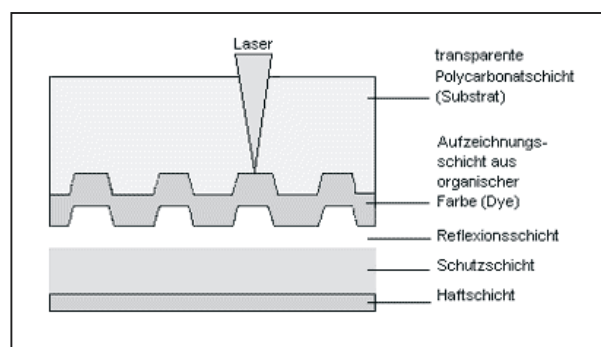 Laser
transparente
Polycarbonatschicht
(Substrat)
Aufzeichnungs-
schicht aus
organischer
Farbe (Dye)
Reflexionsschicht
Schutzschicht
Haftschicht